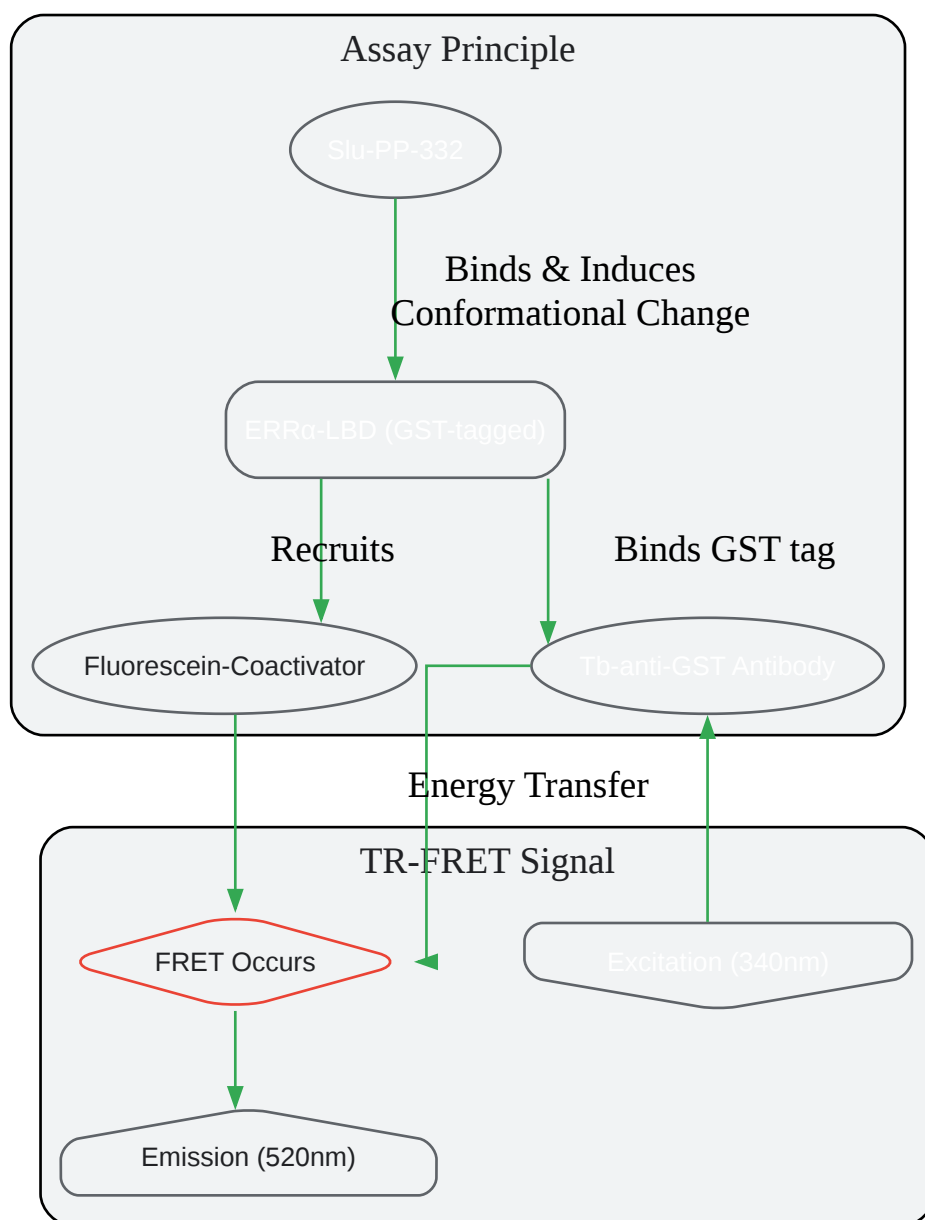 Assay Principle
Slu-PP-332
Binds & Induces
Conformational Change
ERRα-LBD (GST-tagged)
Recruits
Binds GST tag
Fluorescein-Coactivator
Tb-anti-GST Antibody
Energy Transfer
TR-FRET Signal
FRET Occurs
Excitation (340nm)
Emission (520nm)